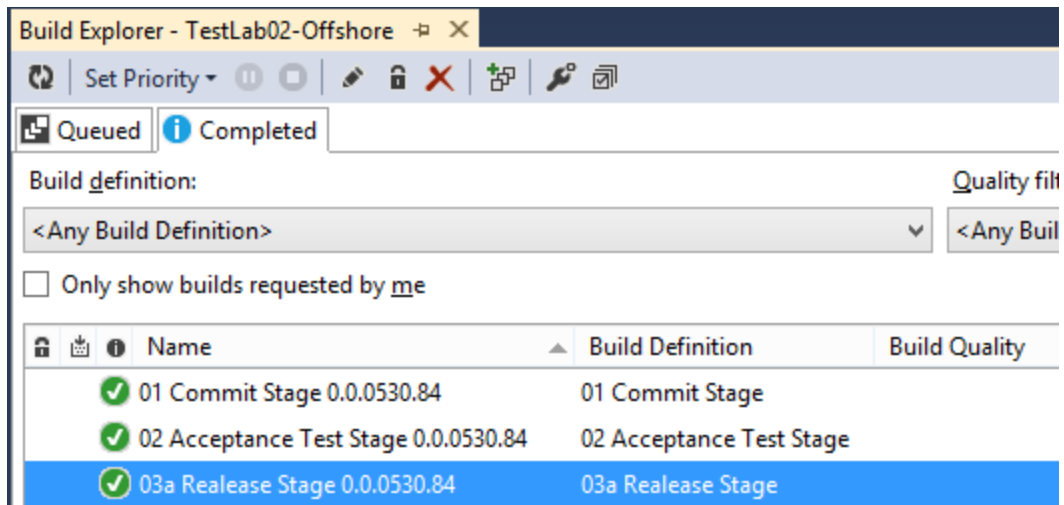 Build Explorer - TestLab02-Offshore
Set Priority
Queued Completed
Build definition: Quality filt
<Any Build Definition> <Any Buil
Only show builds requested by me
Name Build Definition Build Quality
01 Commit Stage 0.0.0530.84 01 Commit Stage
02 Acceptance Test Stage 0.0.0530.84 02 Acceptance Test Stage
03a Realease Stage 0.0.0530.84 03a Realease Stage